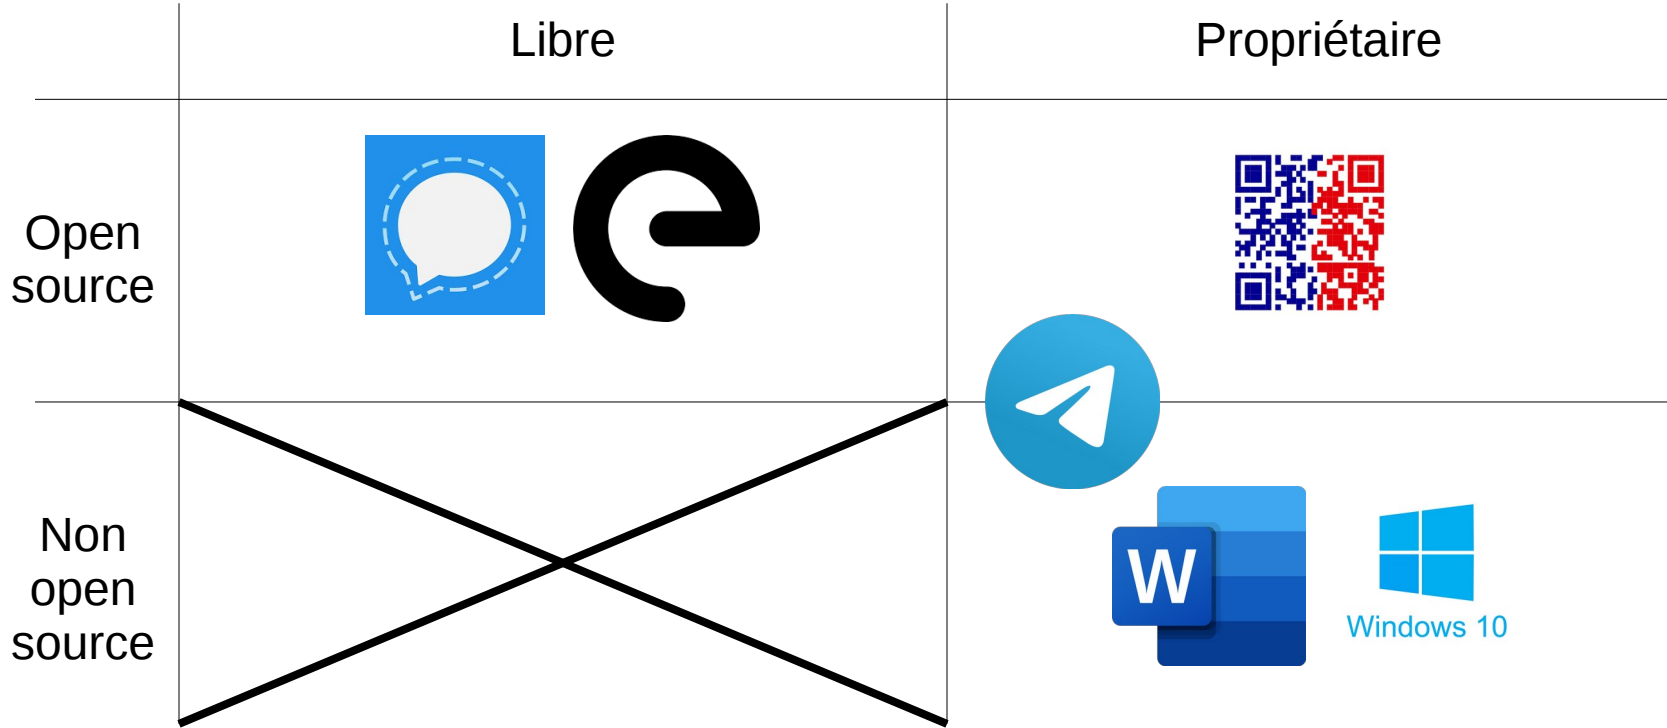 Libre
Propriétaire
Open
source
Non
open
source
W
Windows 10